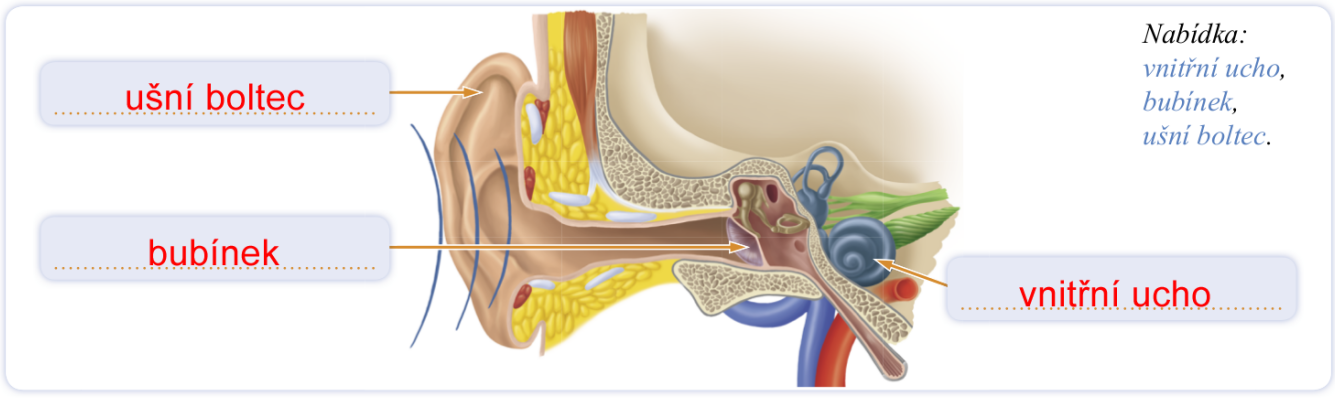 Nabídka:
vnitřní ucho,
bubínek,
ušní boltec.
ušní boltec
bubínek
vnitřní ucho